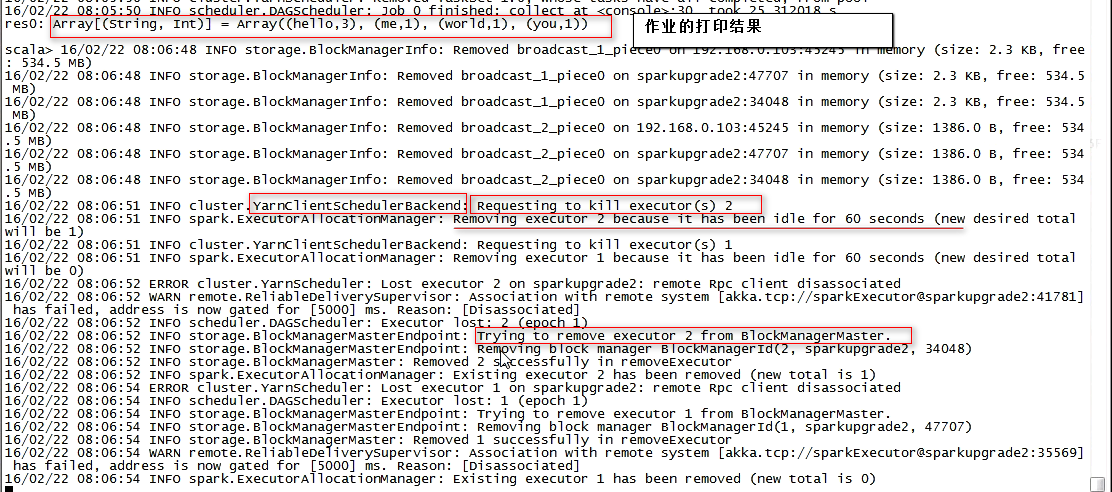 16/02/22 08:05:50 INFO scheduler.DAGScheduler: Job 0 finished: collect at <console>:30, took 25.312018 s
res0: Array[(String, Int)] = Array((hello,3), (me,1), (world,1), (you,1))
作业的打印结果
scala> 16/02/22 08:06:48 INFO storage.BlockManagerInfo: Removed broadcast_1_piece0 on 192.168.0.103:45245 in memory (size: 2.3 KB, free
: 534.5 MB)
16/02/22 08:06:48 INFO storage.BlockManagerInfo: Removed broadcast_1_piece0 on sparkupgrade2:47707 in memory (size: 2.3 KB, free: 534.5
 MB)
16/02/22 08:06:48 INFO storage.BlockManagerInfo: Removed broadcast_1_piece0 on sparkupgrade2:34048 in memory (size: 2.3 KB, free: 534.5
 MB)
16/02/22 08:06:48 INFO storage.BlockManagerInfo: Removed broadcast_2_piece0 on 192.168.0.103:45245 in memory (size: 1386.0 B, free: 534
.5 MB)
16/02/22 08:06:48 INFO storage.BlockManagerInfo: Removed broadcast_2_piece0 on sparkupgrade2:47707 in memory (size: 1386.0 B, free: 534
.5 MB)
16/02/22 08:06:48 INFO storage.BlockManagerInfo: Removed broadcast_2_piece0 on sparkupgrade2:34048 in memory (size: 1386.0 B, free: 534
.5 MB)
16/02/22 08:06:51 INFO cluster.YarnClientSchedulerBackend: Requesting to kill executor(s) 2
16/02/22 08:06:51 INFO spark.ExecutorAllocationManager: Removing executor 2 because it has been idle for 60 seconds (new desired total
will be 1)
16/02/22 08:06:51 INFO cluster.YarnClientSchedulerBackend: Requesting to kill executor(s) 1
16/02/22 08:06:51 INFO spark.ExecutorAllocationManager: Removing executor 1 because it has been idle for 60 seconds (new desired total
will be 0)
16/02/22 08:06:52 ERROR cluster.YarnScheduler: Lost executor 2 on sparkupgrade2: remote Rpc client disassociated
16/02/22 08:06:52 WARN remote.ReliableDeliverySupervisor: Association with remote system [akka.tcp://sparkExecutor@sparkupgrade2:41781]
 has failed, address is now gated for [5000] ms. Reason: [Disassociated]
16/02/22 08:06:52 INFO scheduler.DAGScheduler: Executor lost: 2 (epoch 1)
16/02/22 08:06:52 INFO storage.BlockManagerMasterEndpoint: Trying to remove executor 2 from BlockManagerMaster.
16/02/22 08:06:52 INFO storage.BlockManagerMasterEndpoint: Removing block manager BlockManagerId(2, sparkupgrade2, 34048)
16/02/22 08:06:52 INFO storage.BlockManagerMaster: Removed 2 successfully in removeExecutor
16/02/22 08:06:52 INFO spark.ExecutorAllocationManager: Existing executor 2 has been removed (new total is 1)
16/02/22 08:06:54 ERROR cluster.YarnScheduler: Lost executor 1 on sparkupgrade2: remote Rpc client disassociated
16/02/22 08:06:54 INFO scheduler.DAGScheduler: Executor lost: 1 (epoch 1)
16/02/22 08:06:54 INFO storage.BlockManagerMasterEndpoint: Trying to remove executor 1 from BlockManagerMaster.
16/02/22 08:06:54 INFO storage.BlockManagerMasterEndpoint: Removing block manager BlockManagerId(1, sparkupgrade2, 47707)
16/02/22 08:06:54 INFO storage.BlockManagerMaster: Removed 1 successfully in removeExecutor
16/02/22 08:06:54 WARN remote.ReliableDeliverySupervisor: Association with remote system [akka.tcp://sparkExecutor@sparkupgrade2:35569]
 has failed, address is now gated for [5000] ms. Reason: [Disassociated]
16/02/22 08:06:54 INFO spark.ExecutorAllocationManager: Existing executor 1 has been removed (new total is 0)